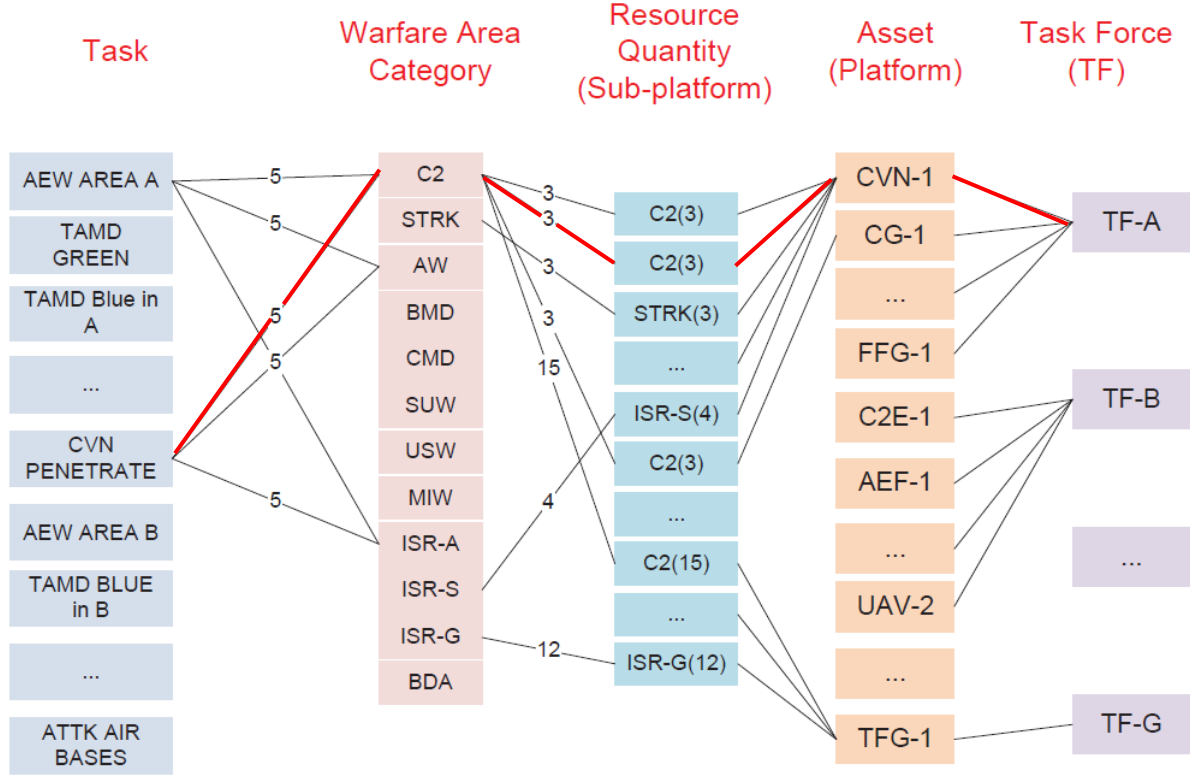 Task
Warfare Area
Category
Resource
Quantity
(Sub-platform)
Asset
(Platform)
Task Force
(TF)
AEW AREA A
TAMD
GREEN
TAMD Blue in
A
...
CVN
PENETRATE
AEW AREA B
TAMD BLUE
in B
...
ATTK AIR
BASES
5
5
5
5
5
C2
STRK
AW
BMD
CMD
SUW
USW
MIW
ISR-A
ISR-S
ISR-G
BDA
3
3
3
3
15
4
12
C2(3)
C2(3)
STRK(3)
...
ISR-S(4)
C2(3)
...
C2(15)
...
ISR-G(12)
CVN-1
CG-1
...
FFG-1
C2E-1
AEF-1
...
UAV-2
...
TFG-1
TF-A
TF-B
...
TF-G